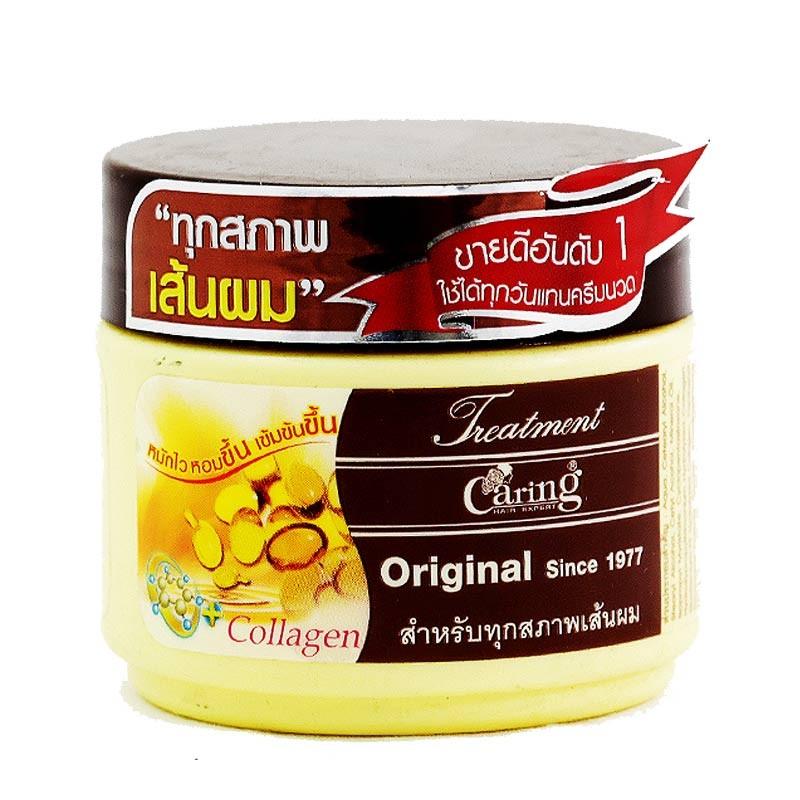 “ทุกสภาพ
เส้นผม”
ขายดีอันดับ 1
ใช้ได้ทุกวันแทนครีมนวด
หมักไว หอมขึ้น เข้มข้นขึ้น
+ Collagen
Treatment
Caring®
HAIR EXPERT
Original Since 1977
สำหรับทุกสภาพเส้นผม